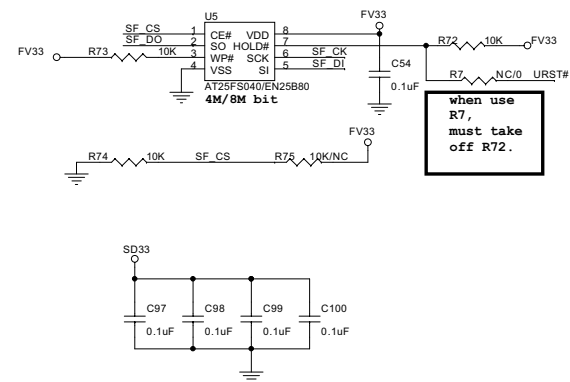 U5
FV33
SF_CS 1 CE# VDD 8
SF_DO 2 SO HOLD# 7 R72 10K FV33
FV33 R73 10K 3 WP# SCK 6 SF_CK
4 VSS SI 5 SF_DI C54
0.1uF
R7 NC/0 URST#
AT25FS040/EN25B80
4M/8M bit
when use
R7,
must take
off R72.
FV33
R74 10K SF_CS R75 10K/NC
SD33
C97 C98 C99 C100
0.1uF 0.1uF 0.1uF 0.1uF